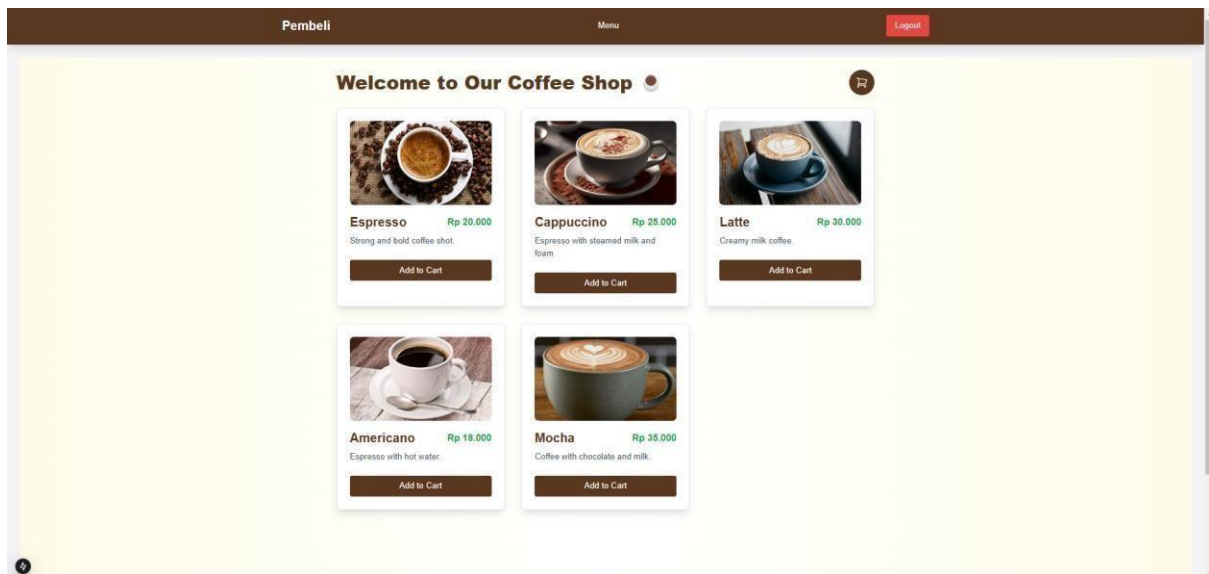 Pembeli
Menu
Logout
Welcome to Our Coffee Shop
Espresso
Rp 20.000
Strong and bold coffee shot.
Add to Cart
Cappuccino
Rp 25.000
Espresso with steamed milk and
foam.
Add to Cart
Latte
Rp 30.000
Creamy milk coffee.
Add to Cart
Americano
Rp 18.000
Espresso with hot water.
Add to Cart
Mocha
Rp 35.000
Coffee with chocolate and milk.
Add to Cart